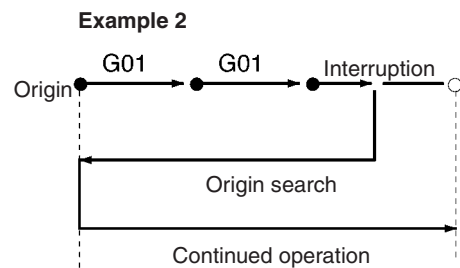 Example 2
G01 G01
Interruption
Origin
Origin search
Continued operation